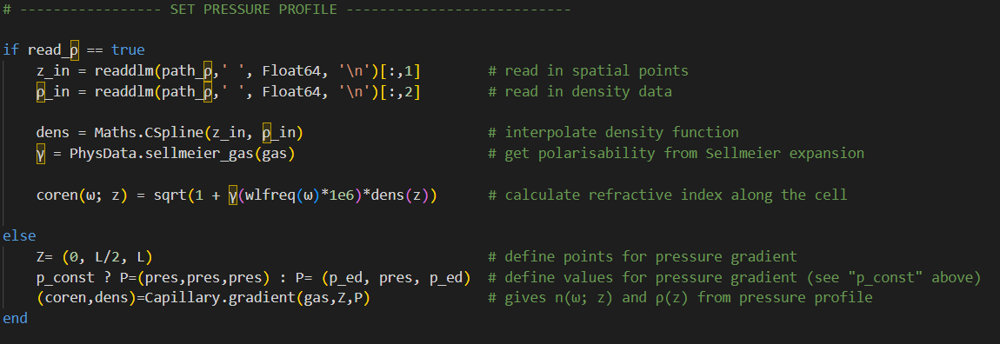 # ----------------- SET PRESSURE PROFILE ---------------------------
if read_ρ == true
z_in = readdlm(path_ρ,' ', Float64, '\n')[:,1] # read in spatial points
ρ_in = readdlm(path_ρ,' ', Float64, '\n')[:,2] # read in density data
dens = Maths.CSpline(z_in, ρ_in) # interpolate density function
γ = PhysData.sellmeier_gas(gas) # get polarisability from Sellmeier expansion
coren(ω; z) = sqrt(1 + γ(wlfreq(ω)*1e6)*dens(z)) # calculate refractive index along the cell
else
Z= (0, L/2, L) # define points for pressure gradient
p_const ? P=(pres,pres,pres) : P= (p_ed, pres, p_ed) # define values for pressure gradient (see "p_const" above)
(coren,dens)=Capillary.gradient(gas,Z,P) # gives n(ω; z) and ρ(z) from pressure profile
end